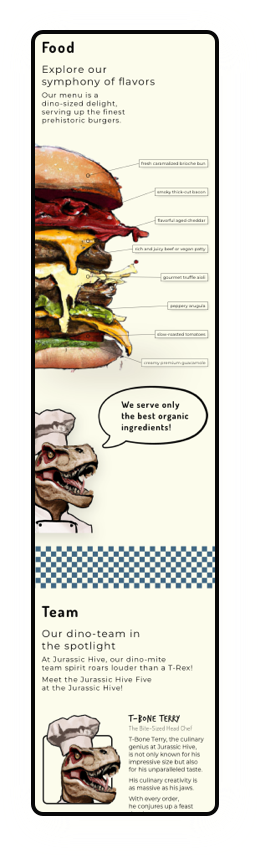 Food
Explore our
symphony of flavors
Our menu is a
dino-sized delight,
serving up the finest
prehistoric burgers.
fresh caramelized brioche bun
smoky thick-cut bacon
flavorful aged cheddar
rich and juicy beef or vegan patty
gourmet truffle aioli
peppery arugula
slow-roasted tomatoes
creamy premium guacamole
We serve only
the best organic
ingredients!
Team
Our dino-team in
the spotlight
At Jurassic Hive, our dino-mite
team spirit roars louder than a T-Rex!
Meet the Jurassic Hive Five
at the Jurassic Hive!
T-BONE TERRY
The Bite-Sized Head Chef
T-Bone Terry, the culinary
genius at Jurassic Hive,
is not only known for his
impressive size but also
for his unparalleled taste.
His culinary creativity is
as massive as his jaws.
With every order,
he conjures up a feast